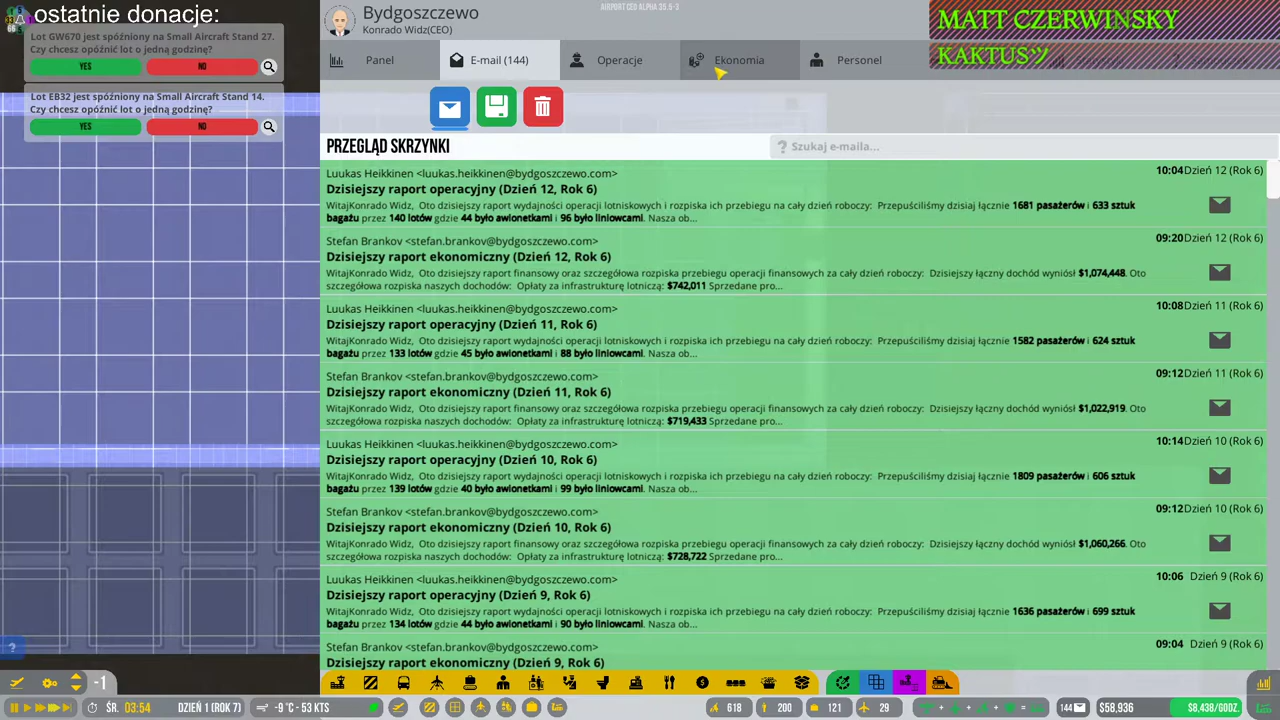 ostatnie donacje:
Lot GW670 jest spóźniony na Small Aircraft Stand 27.
Czy chcesz opóźnić lot o jedną godzinę?
YES NO
Lot EB32 jest spóźniony na Small Aircraft Stand 14.
Czy chcesz opóźnić lot o jedną godzinę?
YES NO
Bydgoszczewo
Konrado Widz(CEO)
AIRPORT CEO ALPHA 35.5-3
MATT CZERWINSKY
KAKTUS
Panel E-mail (144) Operacje Ekonomia Personel
PRZEGLĄD SKRZYNKI
Szukaj e-maila...
Luukas Heikkinen <luukas.heikkinen@bydgoszczewo.com> 10:04 Dzień 12 (Rok 6)
Dzisiejszy raport operacyjny (Dzień 12, Rok 6)
WitajKonrado Widz, Oto dzisiejszy raport wydajności operacji lotniskowych i rozpiska ich przebiegu na cały dzień roboczy: Przepuściliśmy dzisiaj łącznie 1681 pasażerów i 633 sztuk
bagażu przez 140 lotów gdzie 44 było awionetkami i 96 było liniowcami. Nasza ob...
Stefan Brankov <stefan.brankov@bydgoszczewo.com> 09:20 Dzień 12 (Rok 6)
Dzisiejszy raport ekonomiczny (Dzień 12, Rok 6)
WitajKonrado Widz, Oto dzisiejszy raport finansowy oraz szczegółowa rozpiska przebiegu operacji finansowych za cały dzień roboczy: Dzisiejszy łączny dochód wyniósł $1,074,448. Oto
szczegółowa rozpiska naszych dochodów: Opłaty za infrastrukturę lotniczą: $742,011 Sprzedane pro...
Luukas Heikkinen <luukas.heikkinen@bydgoszczewo.com> 10:08 Dzień 11 (Rok 6)
Dzisiejszy raport operacyjny (Dzień 11, Rok 6)
WitajKonrado Widz, Oto dzisiejszy raport wydajności operacji lotniskowych i rozpiska ich przebiegu na cały dzień roboczy: Przepuściliśmy dzisiaj łącznie 1582 pasażerów i 624 sztuk
bagażu przez 133 lotów gdzie 45 było awionetkami i 88 było liniowcami. Nasza ob...
Stefan Brankov <stefan.brankov@bydgoszczewo.com> 09:12 Dzień 11 (Rok 6)
Dzisiejszy raport ekonomiczny (Dzień 11, Rok 6)
WitajKonrado Widz, Oto dzisiejszy raport finansowy oraz szczegółowa rozpiska przebiegu operacji finansowych za cały dzień roboczy: Dzisiejszy łączny dochód wyniósł $1,022,919. Oto
szczegółowa rozpiska naszych dochodów: Opłaty za infrastrukturę lotniczą: $719,433 Sprzedane pro...
Luukas Heikkinen <luukas.heikkinen@bydgoszczewo.com> 10:14 Dzień 10 (Rok 6)
Dzisiejszy raport operacyjny (Dzień 10, Rok 6)
WitajKonrado Widz, Oto dzisiejszy raport wydajności operacji lotniskowych i rozpiska ich przebiegu na cały dzień roboczy: Przepuściliśmy dzisiaj łącznie 1809 pasażerów i 606 sztuk
bagażu przez 139 lotów gdzie 40 było awionetkami i 99 było liniowcami. Nasza ob...
Stefan Brankov <stefan.brankov@bydgoszczewo.com> 09:12 Dzień 10 (Rok 6)
Dzisiejszy raport ekonomiczny (Dzień 10, Rok 6)
WitajKonrado Widz, Oto dzisiejszy raport finansowy oraz szczegółowa rozpiska przebiegu operacji finansowych za cały dzień roboczy: Dzisiejszy łączny dochód wyniósł $1,060,266. Oto
szczegółowa rozpiska naszych dochodów: Opłaty za infrastrukturę lotniczą: $728,722 Sprzedane pro...
Luukas Heikkinen <luukas.heikkinen@bydgoszczewo.com> 10:06 Dzień 9 (Rok 6)
Dzisiejszy raport operacyjny (Dzień 9, Rok 6)
WitajKonrado Widz, Oto dzisiejszy raport wydajności operacji lotniskowych i rozpiska ich przebiegu na cały dzień roboczy: Przepuściliśmy dzisiaj łącznie 1636 pasażerów i 699 sztuk
bagażu przez 134 lotów gdzie 44 było awionetkami i 90 było liniowcami. Nasza ob...
Stefan Brankov <stefan.brankov@bydgoszczewo.com> 09:04 Dzień 9 (Rok 6)
Dzisiejszy raport ekonomiczny (Dzień 9, Rok 6)
-1
ŚR. 03:54 DZIEŃ 1 (ROK 7) -9 °C - 53 KTS 618 200 121 29 144 $58,936 $8,438/GODZ.